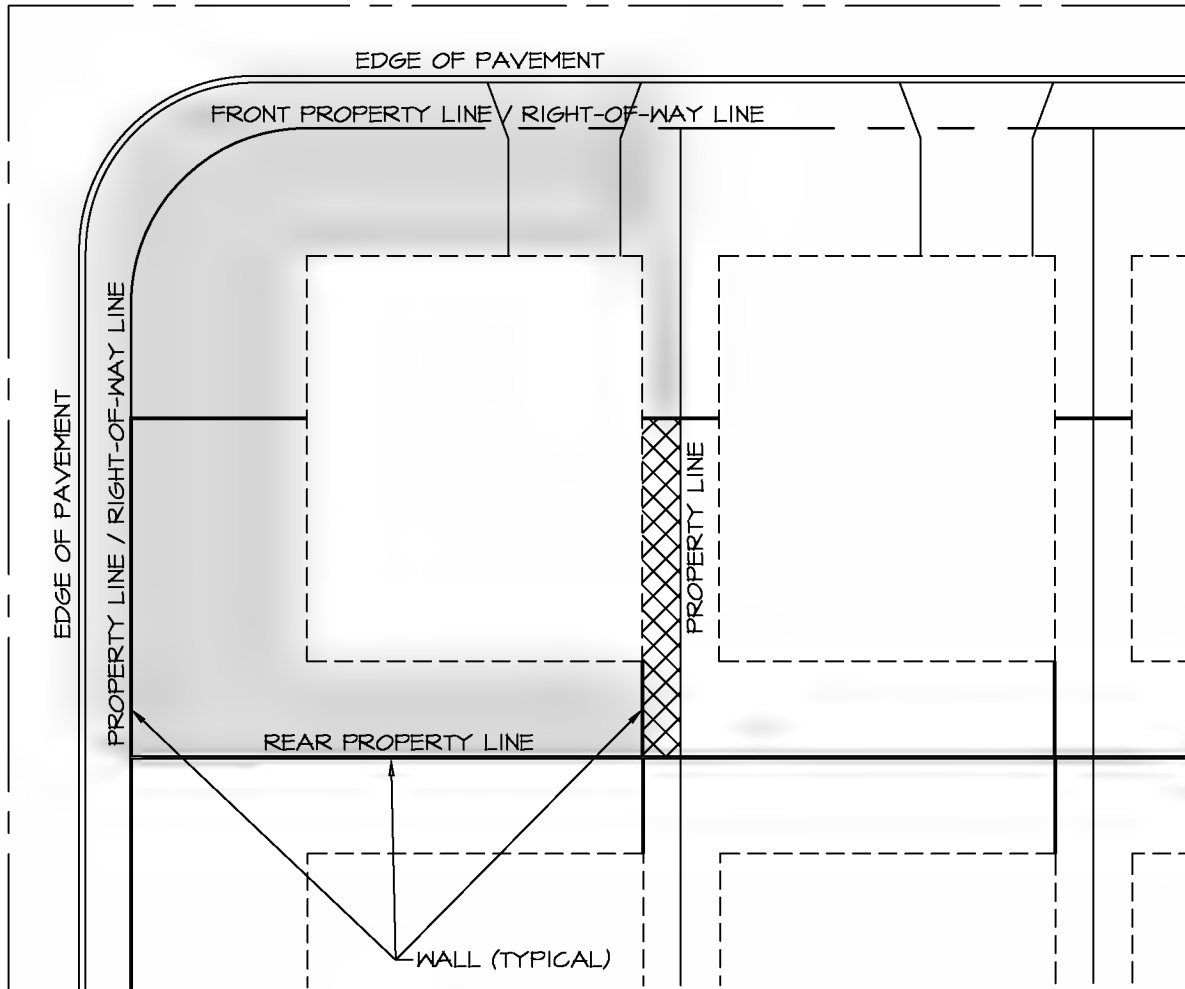 EDGE OF PAVEMENT
FRONT PROPERTY LINE / RIGHT-OF-WAY LINE
PROPERTY LINE / RIGHT-OF-WAY LINE
EDGE OF PAVEMENT
PROPERTY LINE
REAR PROPERTY LINE
WALL (TYPICAL)